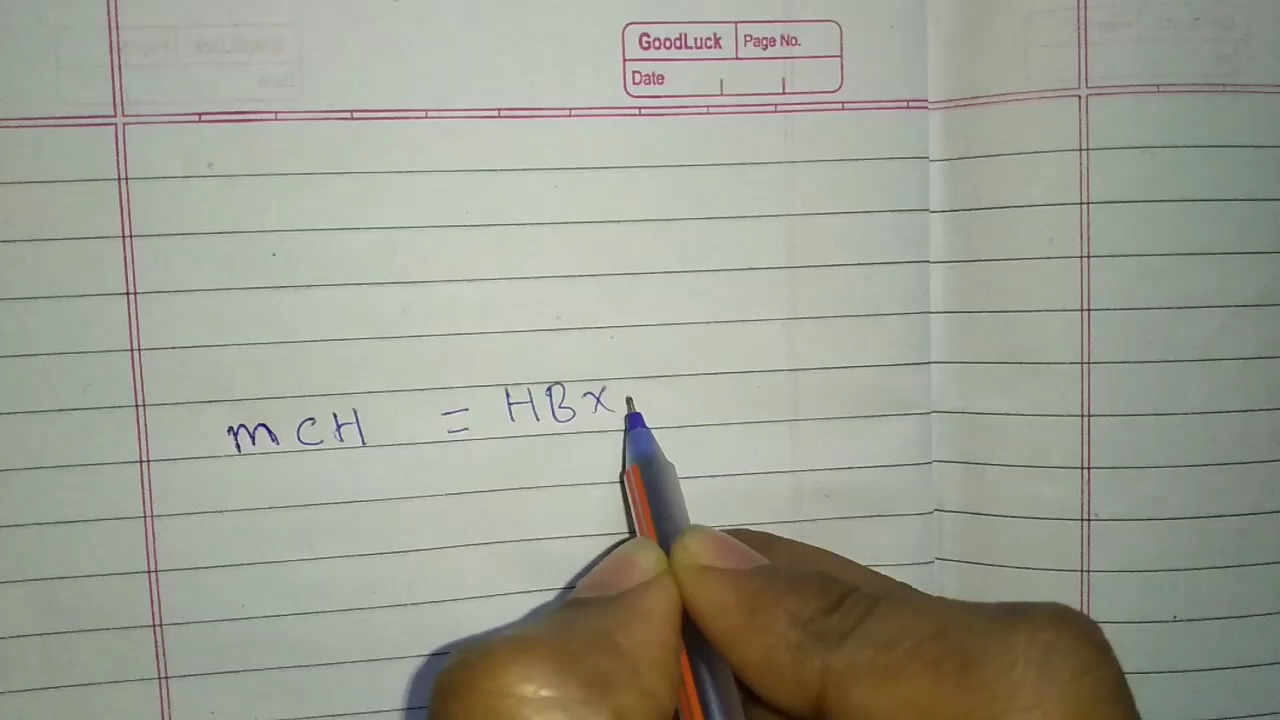 GoodLuck Page No.
Date
mCH = HBX